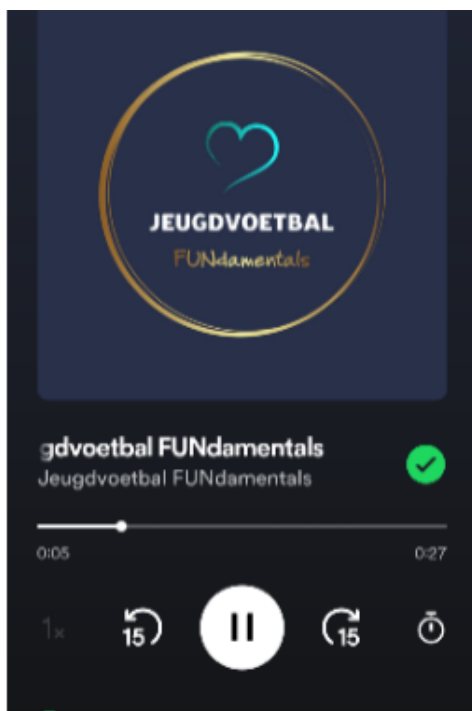 JEUGDVOETBAL
FUNdamentals
gdvoetbal FUNdamentals
Jeugdvoetbal FUNdamentals
0:05
0:27
1x
15
15